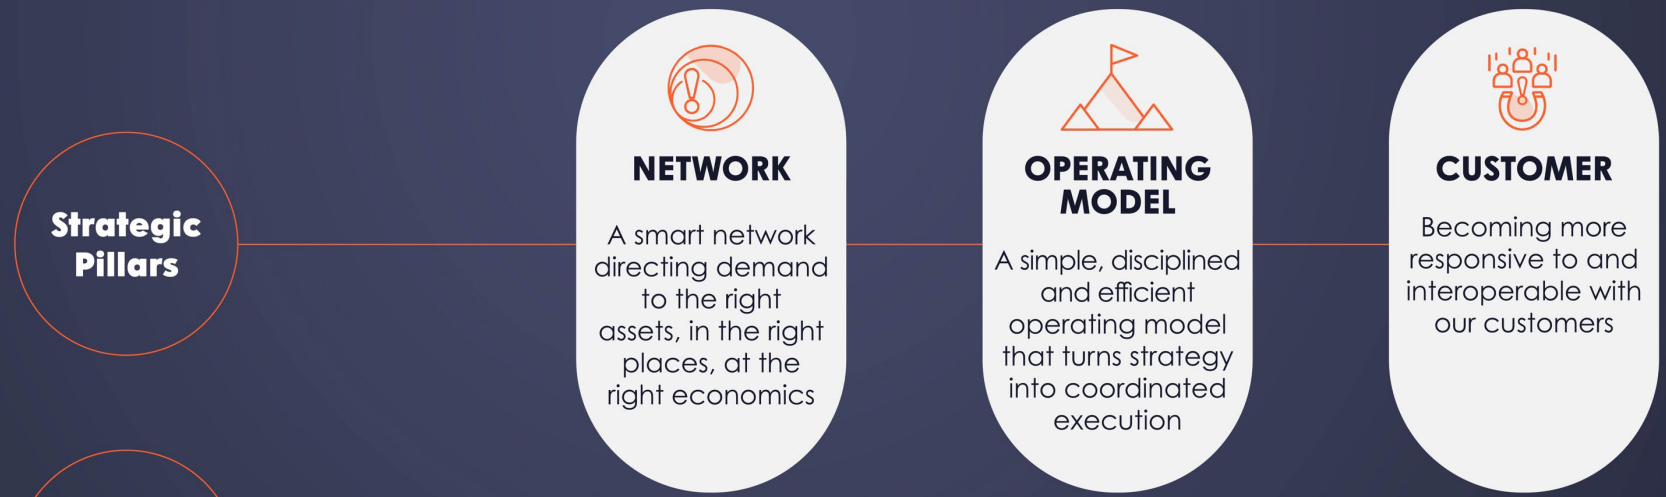 Strategic
Pillars
NETWORK
A smart network
directing demand
to the right
assets, in the right
places, at the
right economics
OPERATING
MODEL
A simple, disciplined
and efficient
operating model
that turns strategy
into coordinated
execution
CUSTOMER
Becoming more
responsive to and
interoperable with
our customers